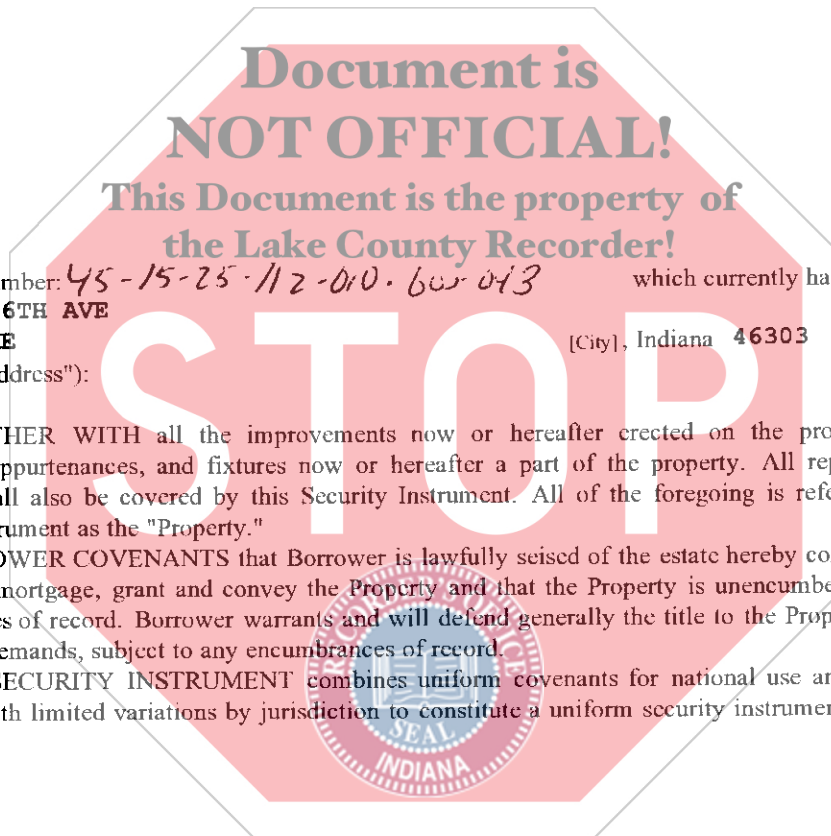 Document is
NOT OFFICIAL!
This Document is the property of
the Lake County Recorder!
mber: 45-15-25-112-010. which currently ha
6TH AVE
E [City], Indiana 46303
ddress"):
STOP
THER WITH all the improvements now or hereafter erected on the pro
ppurtenances, and fixtures now or hereafter a part of the property. All rep
all also be covered by this Security Instrument. All of the foregoing is refe
rument as the "Property."
OWER COVENANTS that Borrower is lawfully seised of the estate hereby co
mortgage, grant and convey the Property and that the Property is unencumbe
es of record. Borrower warrants and will defend generally the title to the Prop
emands, subject to any encumbrances of record.
SECURITY INSTRUMENT combines uniform covenants for national use an
th limited variations by jurisdiction to constitute a uniform security instrumen
RECORDER'S OFFICE
SEAL
INDIANA